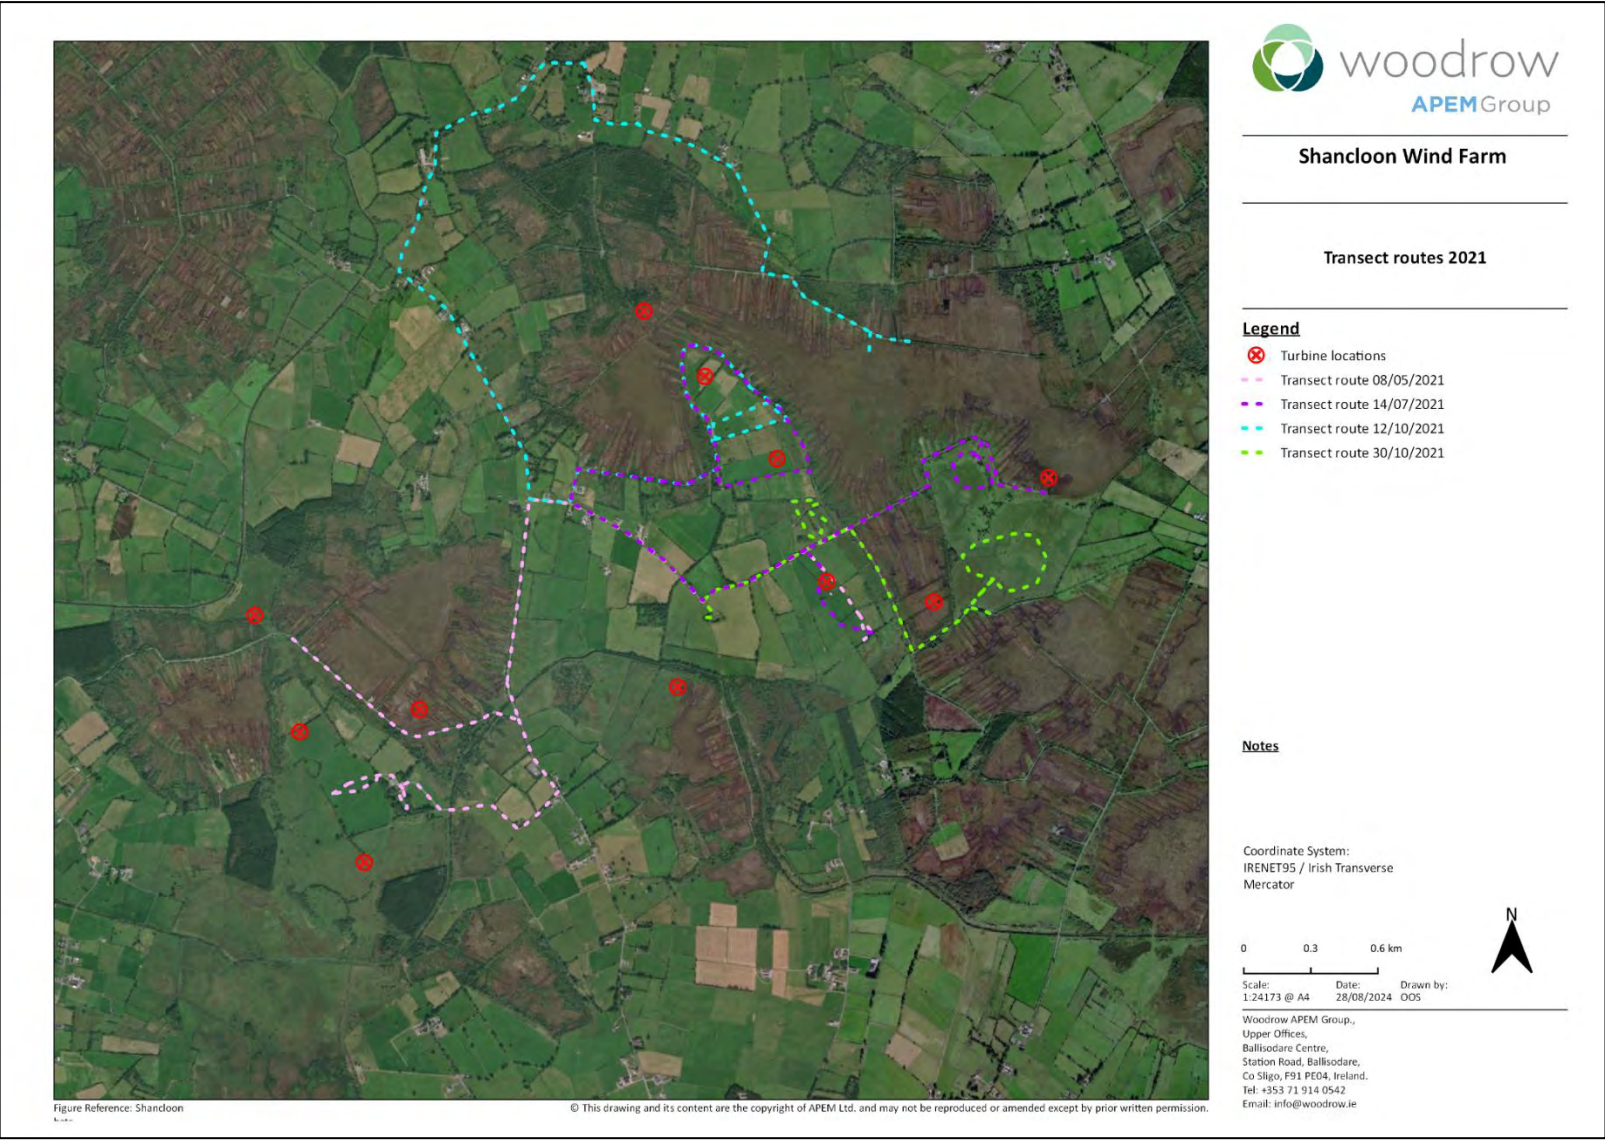 woodrow
APEMGroup
Shancloon Wind Farm
Transect routes 2021
Legend
Turbine locations
Transect route 08/05/2021
Transect route 14/07/2021
Transect route 12/10/2021
Transect route 30/10/2021
Notes
Coordinate System:
IRENET95 / Irish Transverse
Mercator
N
0 0.3 0.6 km
Scale: Date: Drawn by:
1:24173 @ A4 28/08/2024 OOS
Woodrow APEM Group.,
Upper Offices,
Ballisodare Centre,
Station Road, Ballisodare,
Co Sligo, F91 PE04, Ireland.
Tel: +353 71 914 0542
Email: info@woodrow.ie
Figure Reference: Shancloon
© This drawing and its content are the copyright of APEM Ltd. and may not be reproduced or amended except by prior written permission.